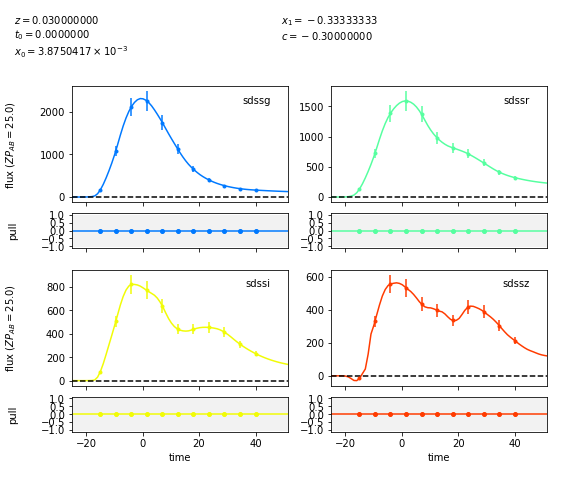 z = 0.030000000
t₀ = 0.0000000
x₀ = 3.8750417 × 10⁻³
x₁ = −0.33333333
c = −0.30000000
flux (ZP_AB = 25.0)
2000
1000
0
sdssg
1500
1000
500
0
sdssr
pull
1.0
0.5
0.0
−0.5
−1.0
1.0
0.5
0.0
−0.5
−1.0
flux (ZP_AB = 25.0)
800
600
400
200
0
sdssi
600
400
200
0
sdssz
pull
1.0
0.5
0.0
−0.5
−1.0
1.0
0.5
0.0
−0.5
−1.0
−20 0 20 40
−20 0 20 40
time
time